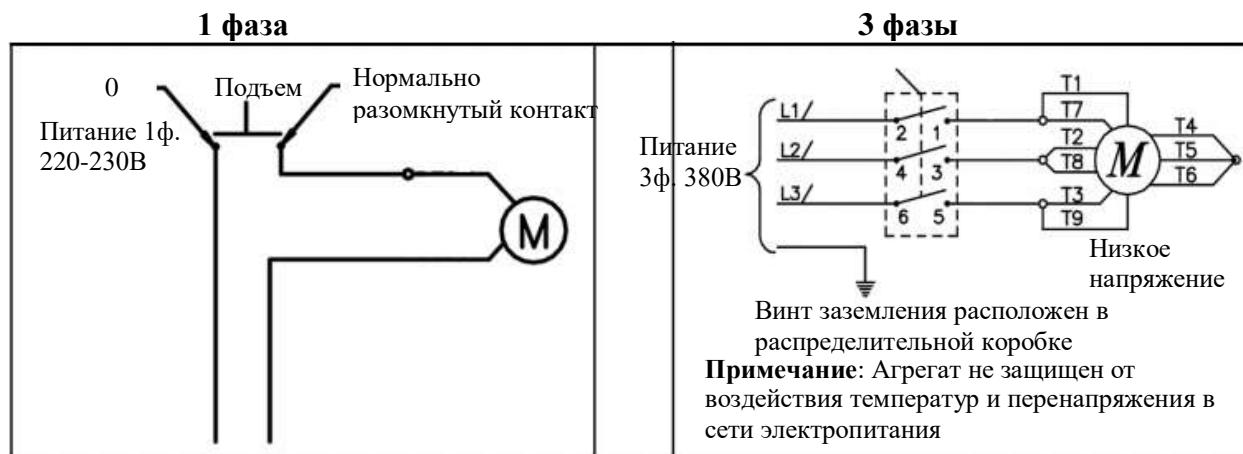 1 фаза
3 фазы
0
Подъем
Нормально
разомкнутый контакт
Питание 1ф.
220-230В
M
Питание
3ф. 380В
L1/
L2/
L3/
2 1
4 3
6 5
T1
T7
T2
T8
T3
T9
M
T4
T5
T6
Низкое
напряжение
Винт заземления расположен в
распределительной коробке
Примечание: Агрегат не защищен от
воздействия температур и перенапряжения в
сети электропитания